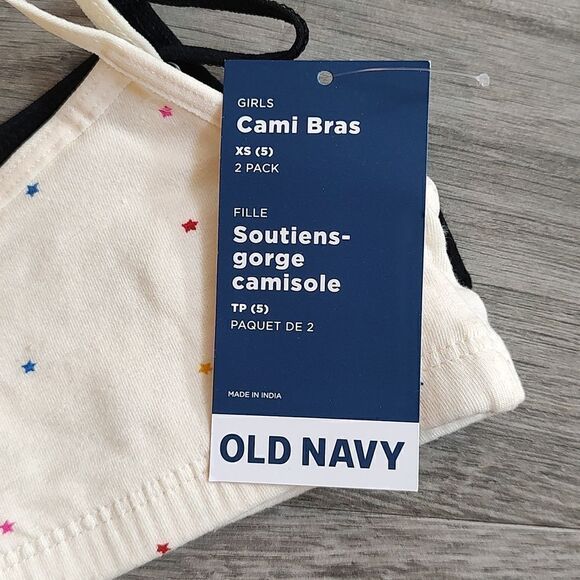 GIRLS
Cami Bras
XS (5)
2 PACK
FILLE
Soutiens-
gorge
camisole
TP (5)
PAQUET DE 2
MADE IN INDIA
OLD NAVY